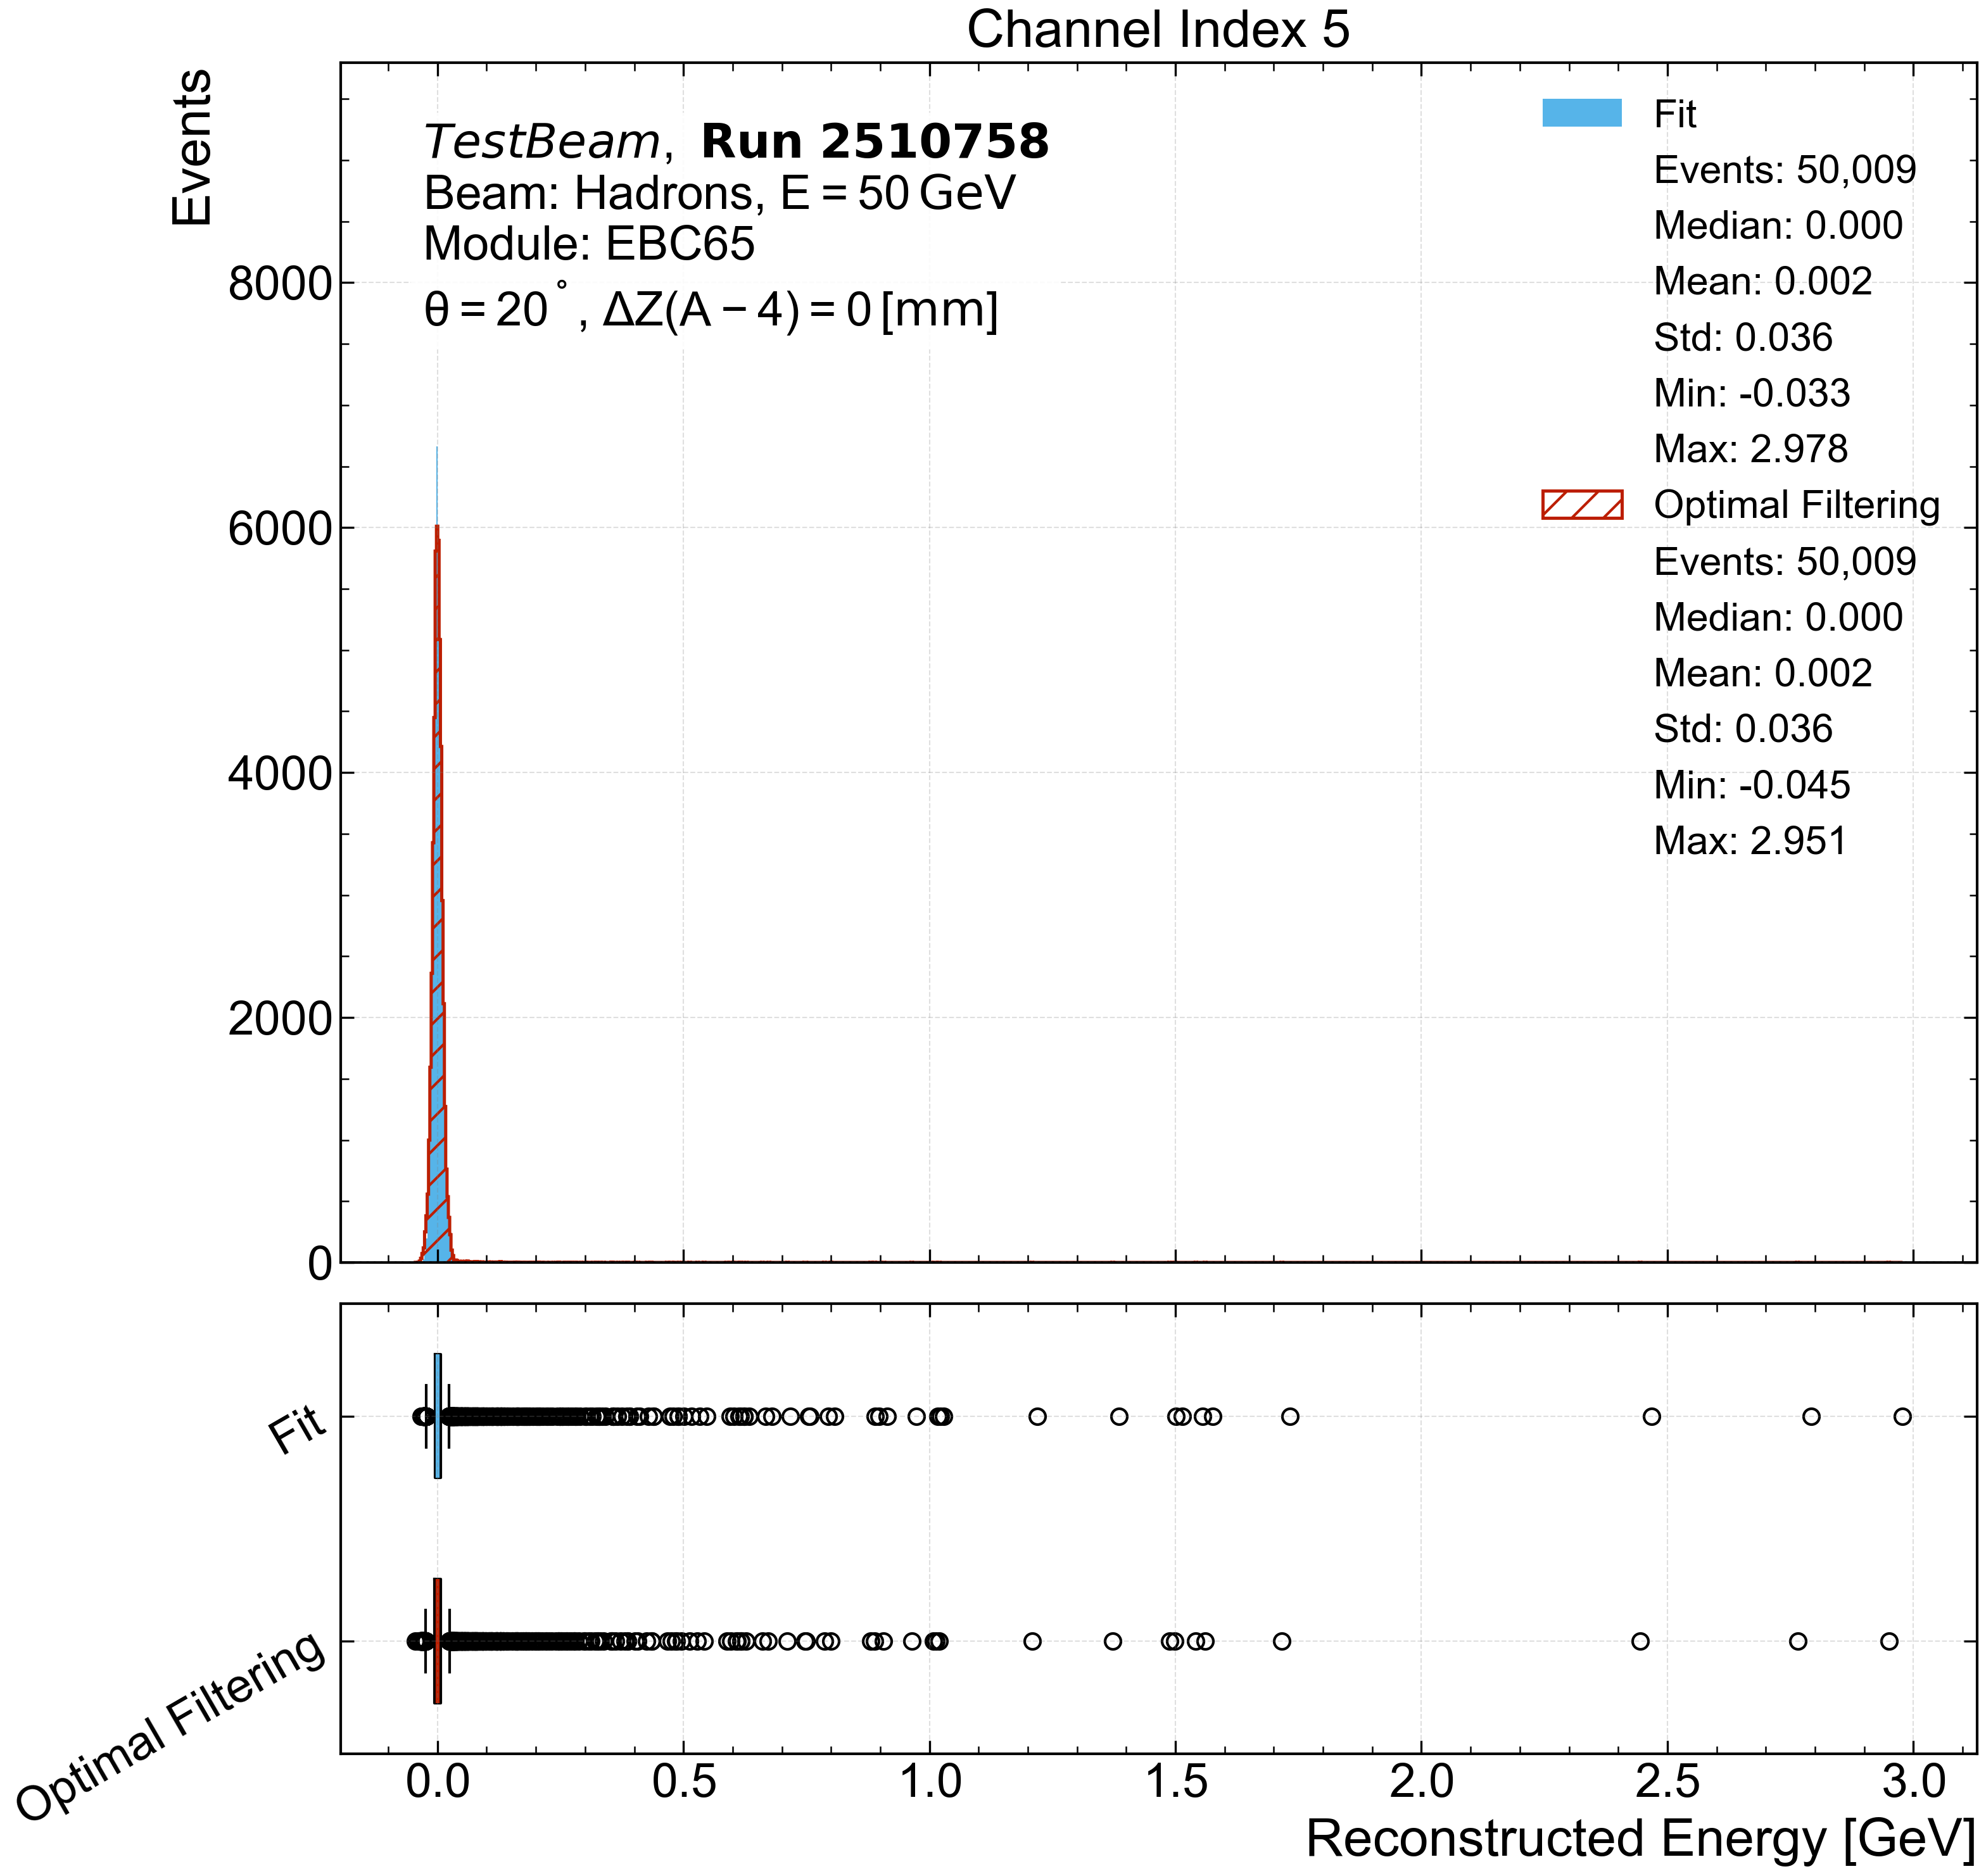 Channel Index 5
Events
TestBeam, Run 2510758
Beam: Hadrons, E = 50 GeV
Module: EBC65
θ = 20°, ΔZ(A − 4) = 0 [mm]
Fit
Events: 50,009
Median: 0.000
Mean: 0.002
Std: 0.036
Min: -0.033
Max: 2.978
Optimal Filtering
Events: 50,009
Median: 0.000
Mean: 0.002
Std: 0.036
Min: -0.045
Max: 2.951
8000
6000
4000
2000
0
Fit
Optimal Filtering
0.0 0.5 1.0 1.5 2.0 2.5 3.0
Reconstructed Energy [GeV]